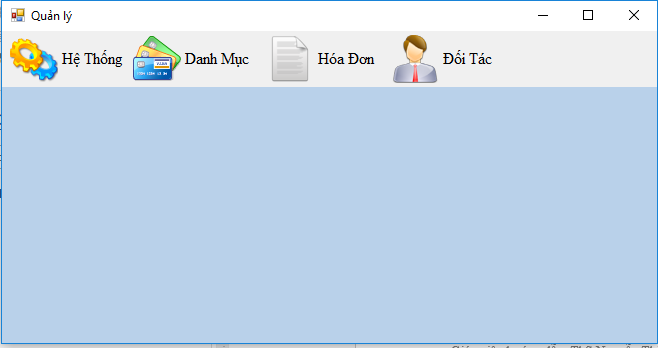 Quản lý
Hệ Thống
Danh Mục
Hóa Đơn
Đối Tác